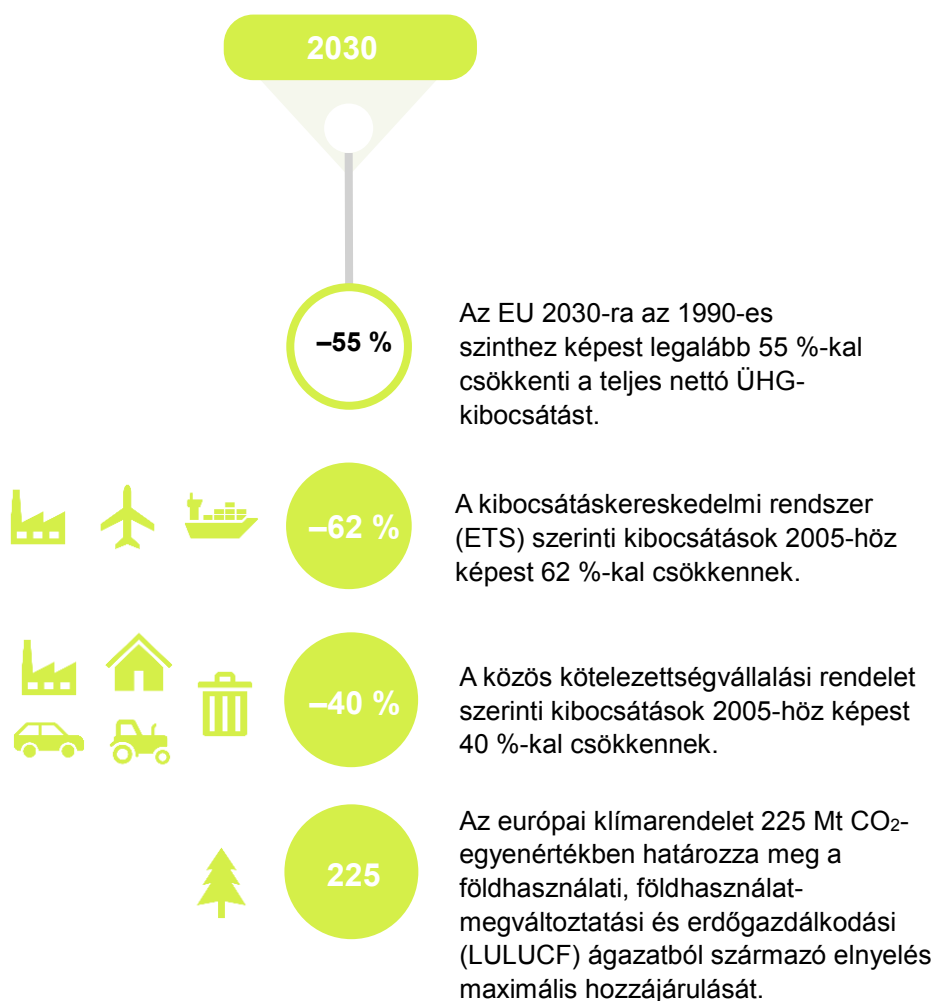 2030
–55 %
Az EU 2030-ra az 1990-es
szinthez képest legalább 55 %-kal
csökkenti a teljes nettó ÜHG-
kibocsátást.
–62 %
A kibocsátáskereskedelmi rendszer
(ETS) szerinti kibocsátások 2005-höz
képest 62 %-kal csökkennek.
–40 %
A közös kötelezettségvállalási rendelet
szerinti kibocsátások 2005-höz képest
40 %-kal csökkennek.
225
Az európai klímarendelet 225 Mt CO₂-
egyenértékben határozza meg a
földhasználati, földhasználat-
megváltoztatási és erdőgazdálkodási
(LULUCF) ágazatból származó elnyelés
maximális hozzájárulását.